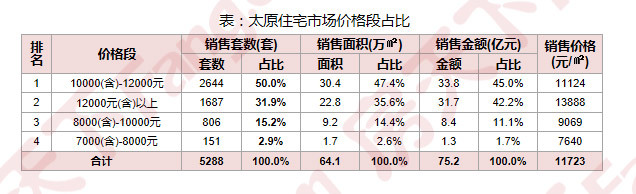 表：太原住宅市场价格段占比
排名 价格段 销售套数(套) 销售面积(万㎡) 销售金额(亿元) 销售价格(元/㎡)
套数 占比 面积 占比 金额 占比
1 10000(含)-12000元 2644 50.0% 30.4 47.4% 33.8 45.0% 11124
2 12000元(含)以上 1687 31.9% 22.8 35.6% 31.7 42.2% 13888
3 8000(含)-10000元 806 15.2% 9.2 14.4% 8.4 11.1% 9069
4 7000(含)-8000元 151 2.9% 1.7 2.6% 1.3 1.7% 7640
合计 5288 100.0% 64.1 100.0% 75.2 100.0% 11723